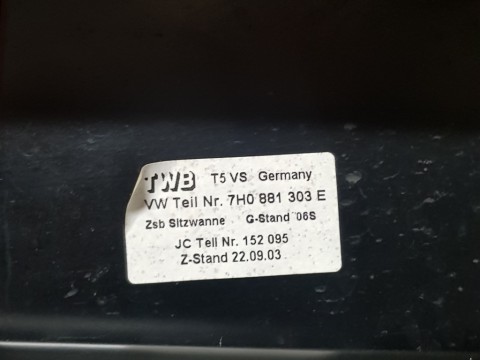 TWB T5 VS Germany
VW Teil Nr. 7H0 881 303 E
Zsb Sitzwanne G-Stand 06S
JC Teil Nr. 152 095
Z-Stand 22.09.03